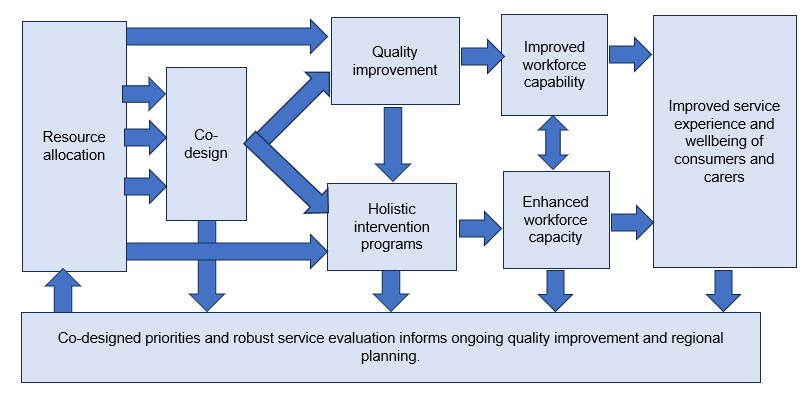 Resource
allocation
Co-
design
Quality
improvement
Holistic
intervention
programs
Improved
workforce
capability
Enhanced
workforce
capacity
Improved service
experience and
wellbeing of
consumers and
carers
Co-designed priorities and robust service evaluation informs ongoing quality improvement and regional
planning.